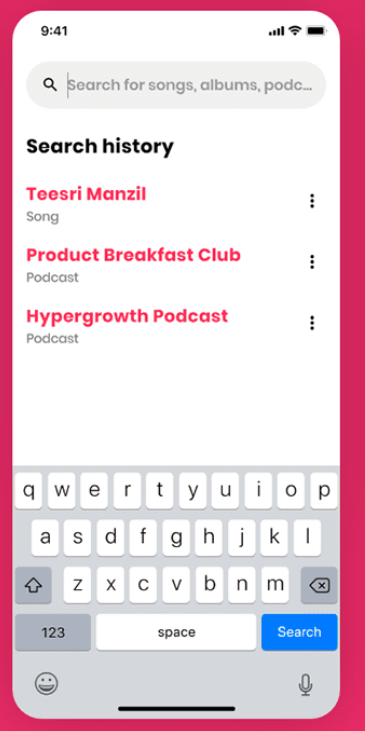 9:41
Search for songs, albums, podc...
Search history
Teesri Manzil
Song
Product Breakfast Club
Podcast
Hypergrowth Podcast
Podcast
q w e r t y u i o p
a s d f g h j k l
z x c v b n m
123 space Search